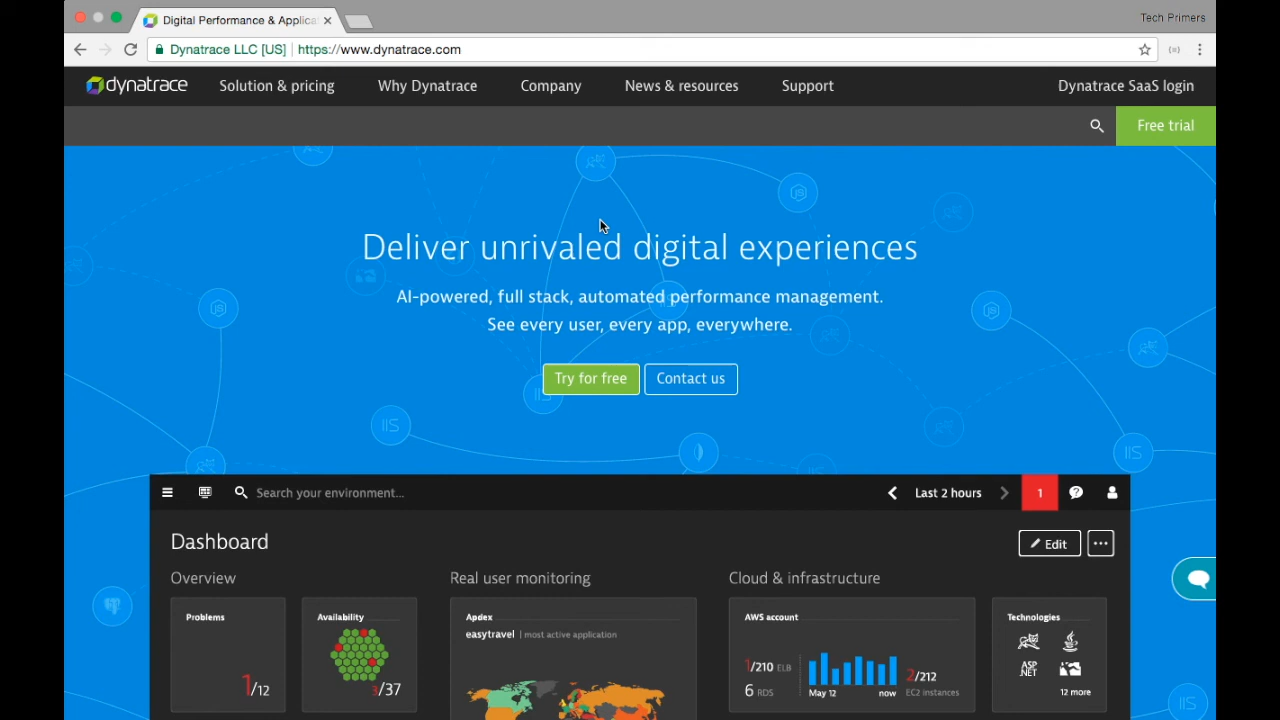 Digital Performance & Applica
Tech Primers
Dynatrace LLC [US] https://www.dynatrace.com
dynatrace Solution & pricing Why Dynatrace Company News & resources Support Dynatrace SaaS login
Free trial
Deliver unrivaled digital experiences
AI-powered, full stack, automated performance management.
See every user, every app, everywhere.
Try for free Contact us
IIS
IIS
IIS
Search your environment... Last 2 hours 1
Dashboard Edit
Overview Real user monitoring Cloud & infrastructure
Problems Availability Apdex AWS account Technologies
easytravel | most active application
1/210 ELB 2/212
ASP
.NET
1/12 3/37 6 RDS May 12 now EC2 instances 12 more
IIS